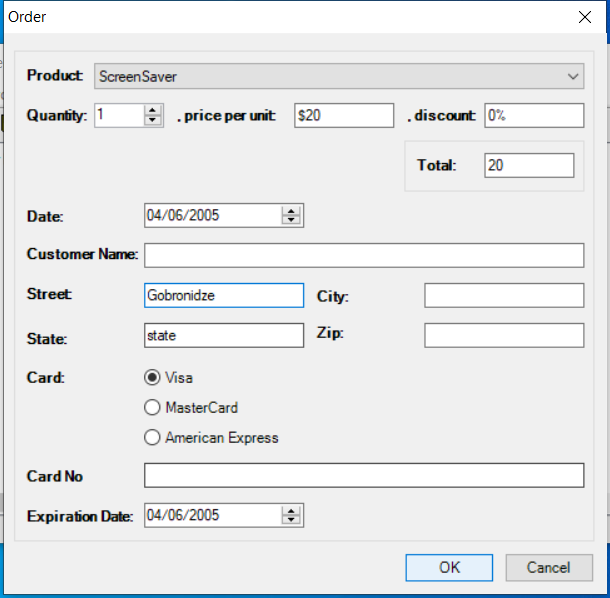 Order
Product: ScreenSaver
Quantity: 1 . price per unit: $20 . discount: 0%
Total: 20
Date: 04/06/2005
Customer Name:
Street: Gobronidze City:
State: state Zip:
Card: Visa
MasterCard
American Express
Card No
Expiration Date: 04/06/2005
OK Cancel